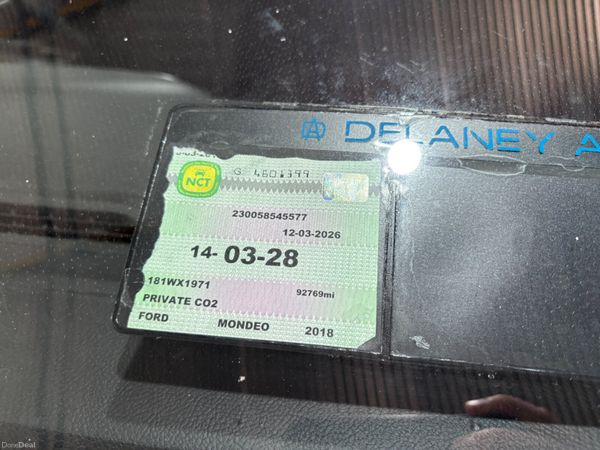 DELANEY A
G 4601399
NCT
230058545577
12-03-2026
14- 03-28
181WX1971
92769mi
PRIVATE CO2
FORD MONDEO 2018
DoneDeal